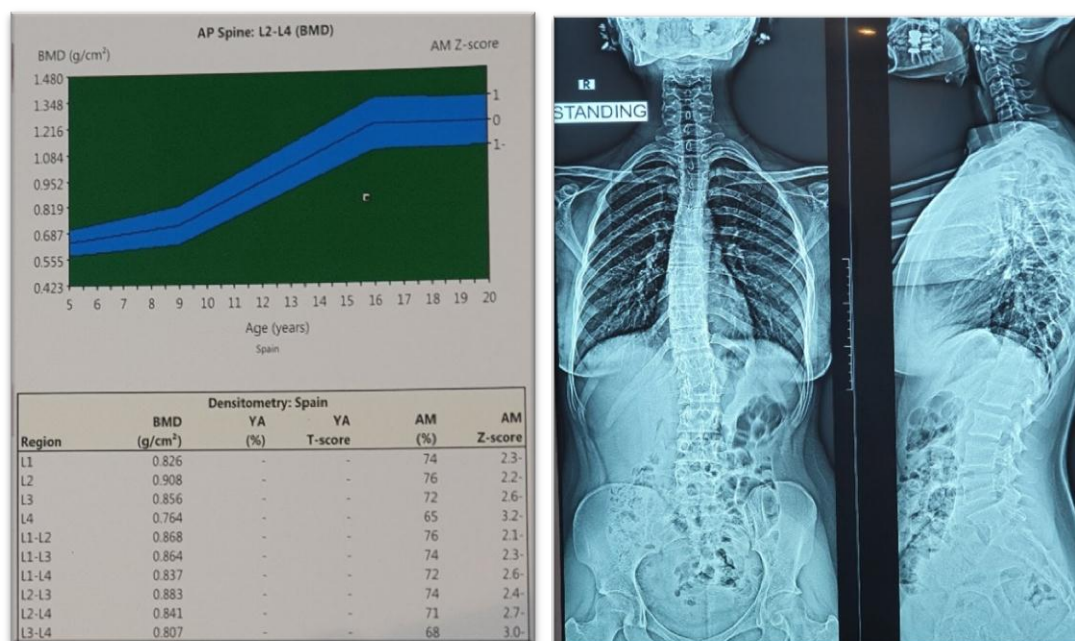 AP Spine: L2-L4 (BMD)
BMD (g/cm²)
AM Z-score
1.480
1.348
1.216
1.084
0.952
0.819
0.687
0.555
0.423
1
0
1-
5 6 7 8 9 10 11 12 13 14 15 16 17 18 19 20
Age (years)
Spain
Densitometry: Spain
BMD YA YA AM AM
Region (g/cm²) (%) T-score (%) Z-score
L1 0.826 - - 74 2.3-
L2 0.908 - - 76 2.2-
L3 0.856 - - 72 2.6-
L4 0.764 - - 65 3.2-
L1-L2 0.868 - - 76 2.1-
L1-L3 0.864 - - 74 2.3-
L1-L4 0.837 - - 72 2.6-
L2-L3 0.883 - - 74 2.4-
L2-L4 0.841 - - 71 2.7-
L3-L4 0.807 - - 68 3.0-
R
STANDING